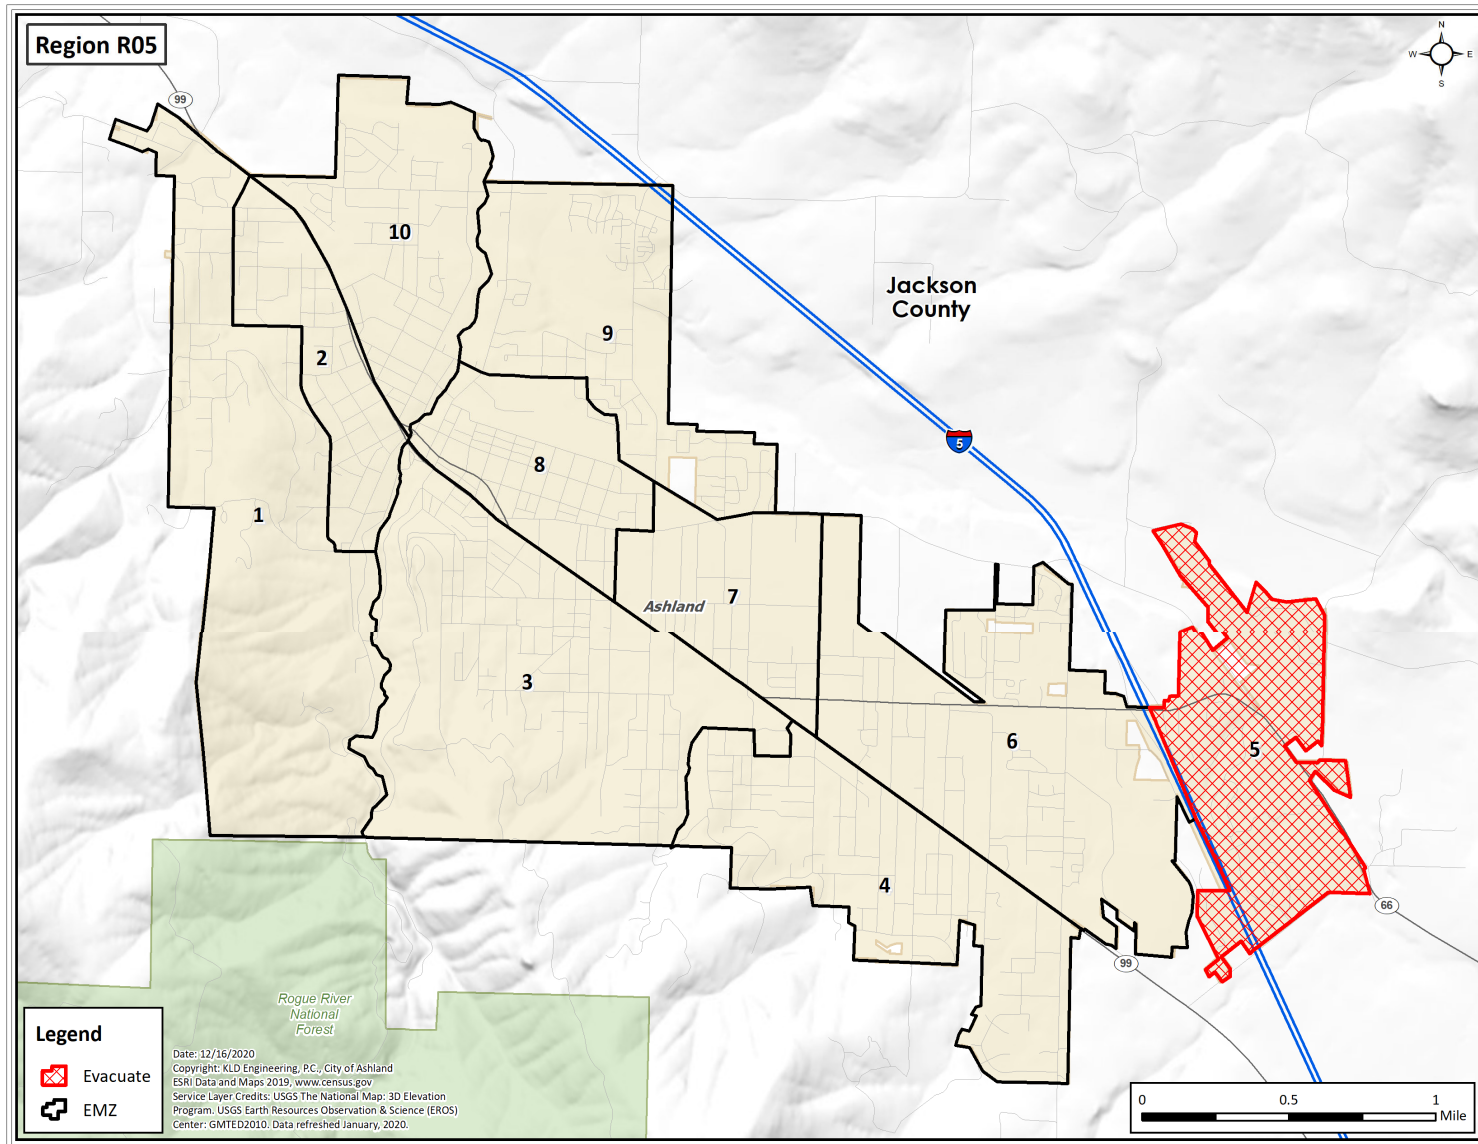 Region R05
N
W
E
S
99
10
Jackson
County
9
2
5
8
1
7
Ashland
3
6
5
4
66
99
Rogue River
National
Forest
Legend
Evacuate
EMZ
Date: 12/16/2020
Copyright: KLD Engineering, P.C., City of Ashland
ESRI Data and Maps 2019, www.census.gov
Service Layer Credits: USGS The National Map: 3D Elevation
Program. USGS Earth Resources Observation & Science (EROS)
Center: GMTED2010. Data refreshed January, 2020.
0 0.5 1
Mile